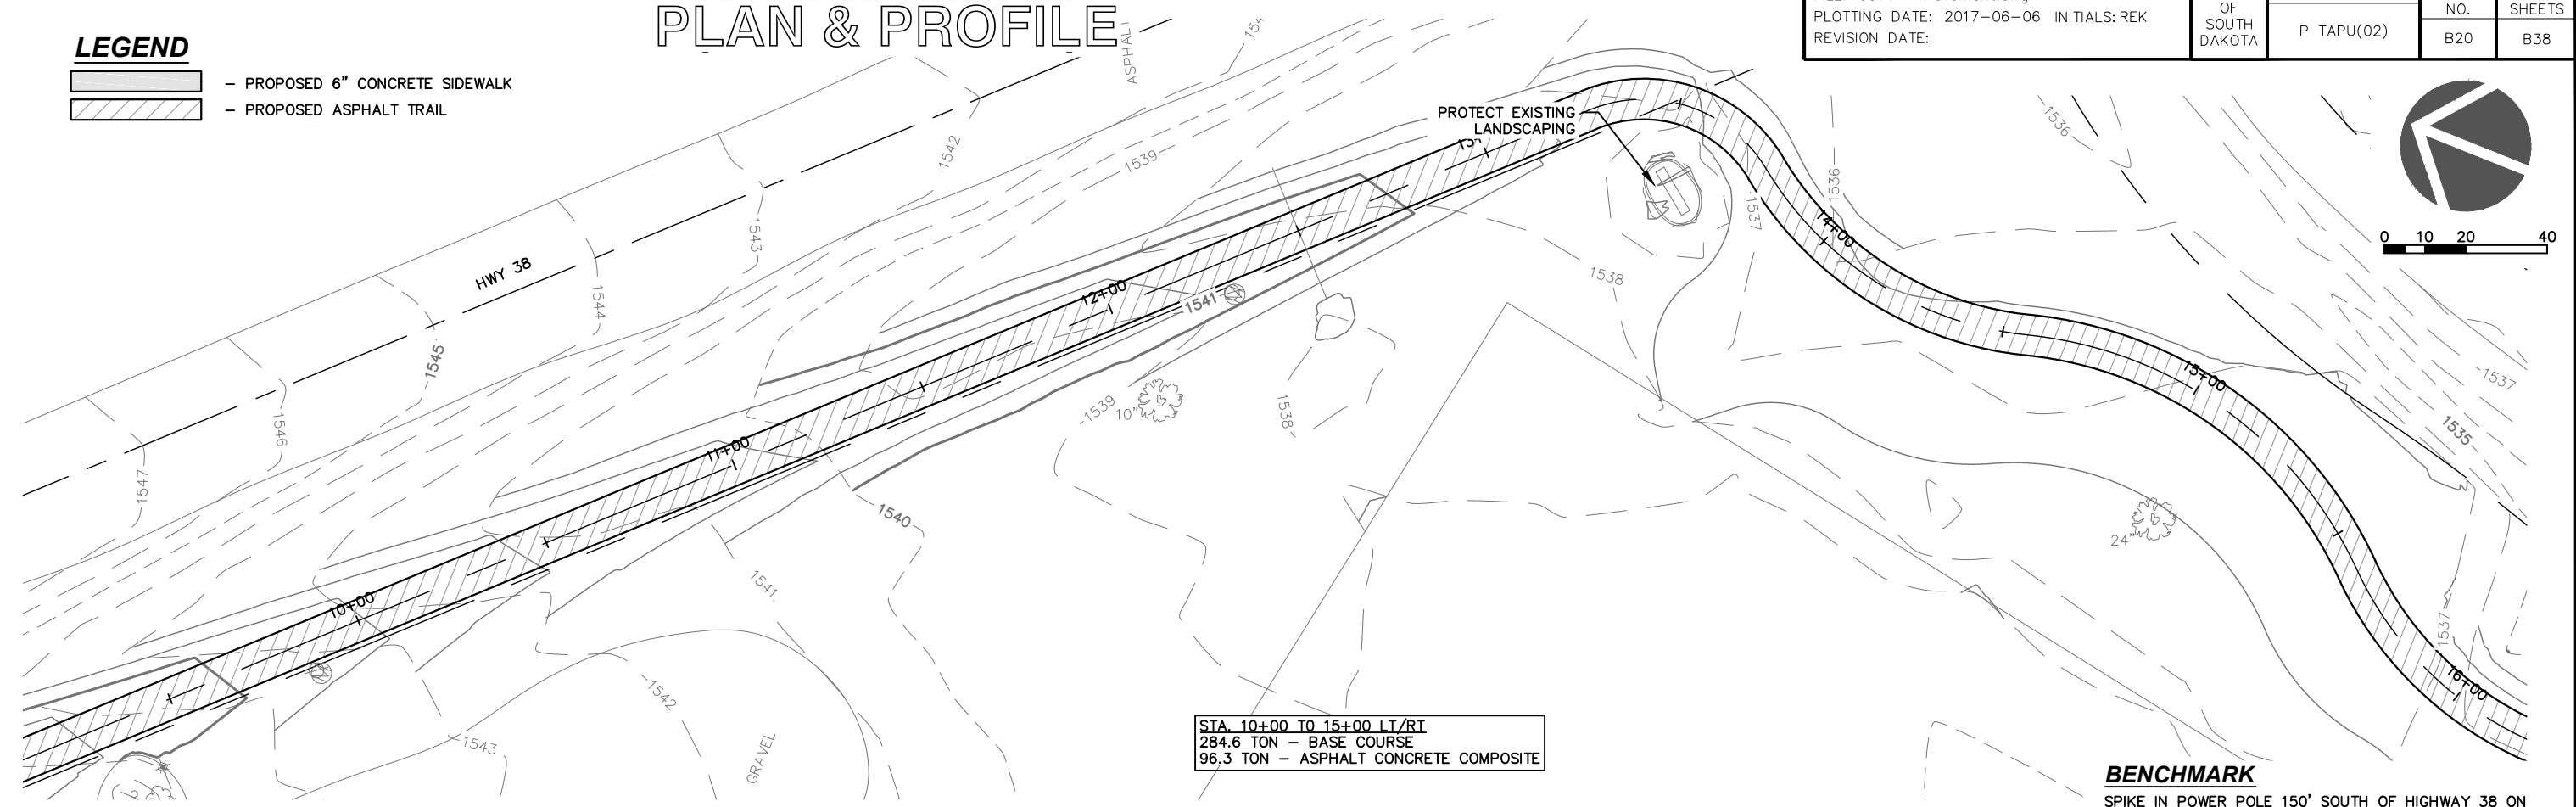 PLAN & PROFILE
PLOTTING DATE: 2017-06-06 INITIALS: REK
REVISION DATE:
OF
SOUTH
DAKOTA
P TAPU(02)
NO.
B20
SHEETS
B38
LEGEND
- PROPOSED 6" CONCRETE SIDEWALK
- PROPOSED ASPHALT TRAIL
ASPHALT
PROTECT EXISTING
LANDSCAPING
0 10 20 40
HWY 38
1542
1539
1543
1544
1545
1546
1547
1536
1536
1537
1538
14+00
12+00
1541
11+00
10+00
1539
10"
1538
1540
1541
1542
1543
GRAVEL
15+00
1537
1535
24"
1537
16+00
STA. 10+00 TO 15+00 LT/RT
284.6 TON - BASE COURSE
96.3 TON - ASPHALT CONCRETE COMPOSITE
BENCHMARK
SPIKE IN POWER POLE 150' SOUTH OF HIGHWAY 38 ON